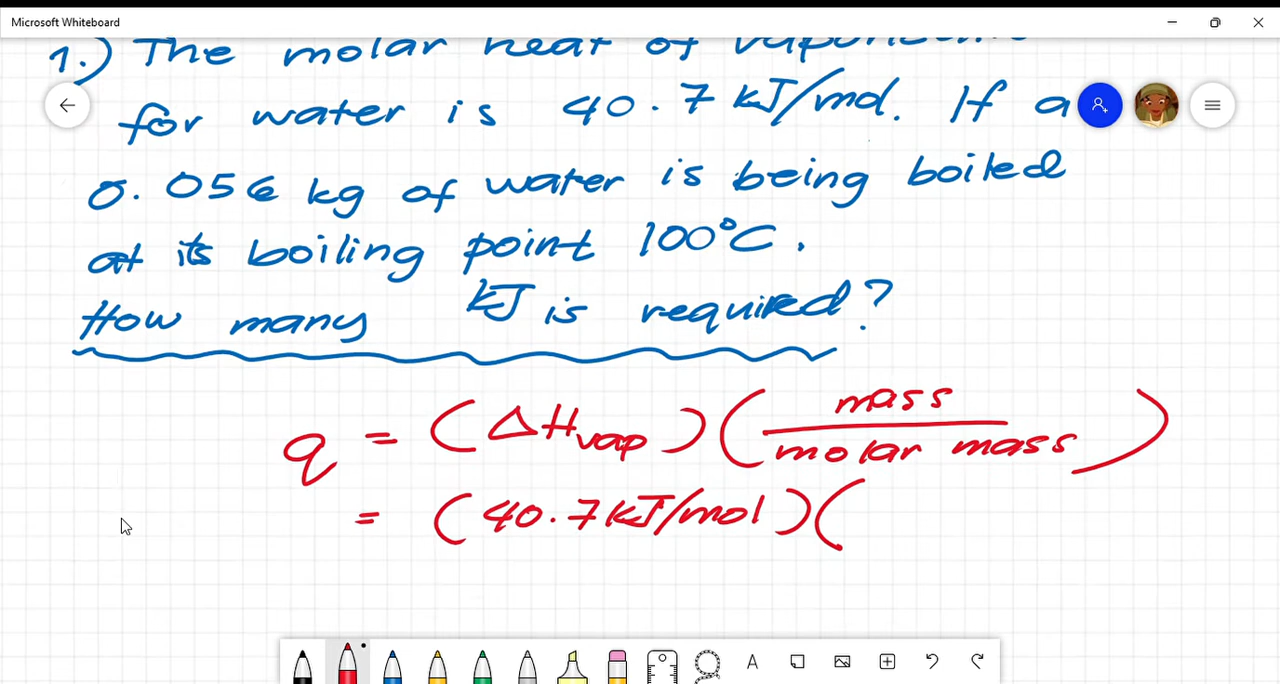 Microsoft Whiteboard
1.) The molar heat of
for water is 40.7 kJ/mol. If a
0.056 kg of water is being boiled
at its boiling point 100°C.
How many kJ is required?
q = (ΔHvap) (mass / molar mass)
= (40.7 kJ/mol) (
A